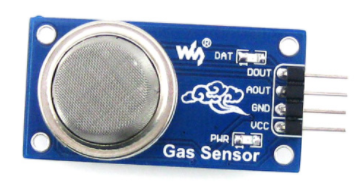 DAT
DOUT
AOUT
GND
VCC
PWR
Gas Sensor